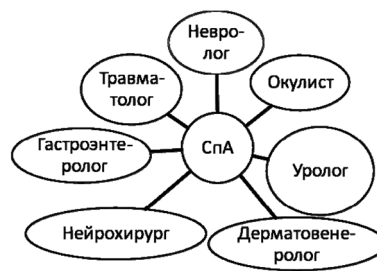 Невро-
лог
Травма-
толог
Окулист
Гастроэнте-
ролог
СпА
Уролог
Нейрохирург
Дерматовене-
ролог